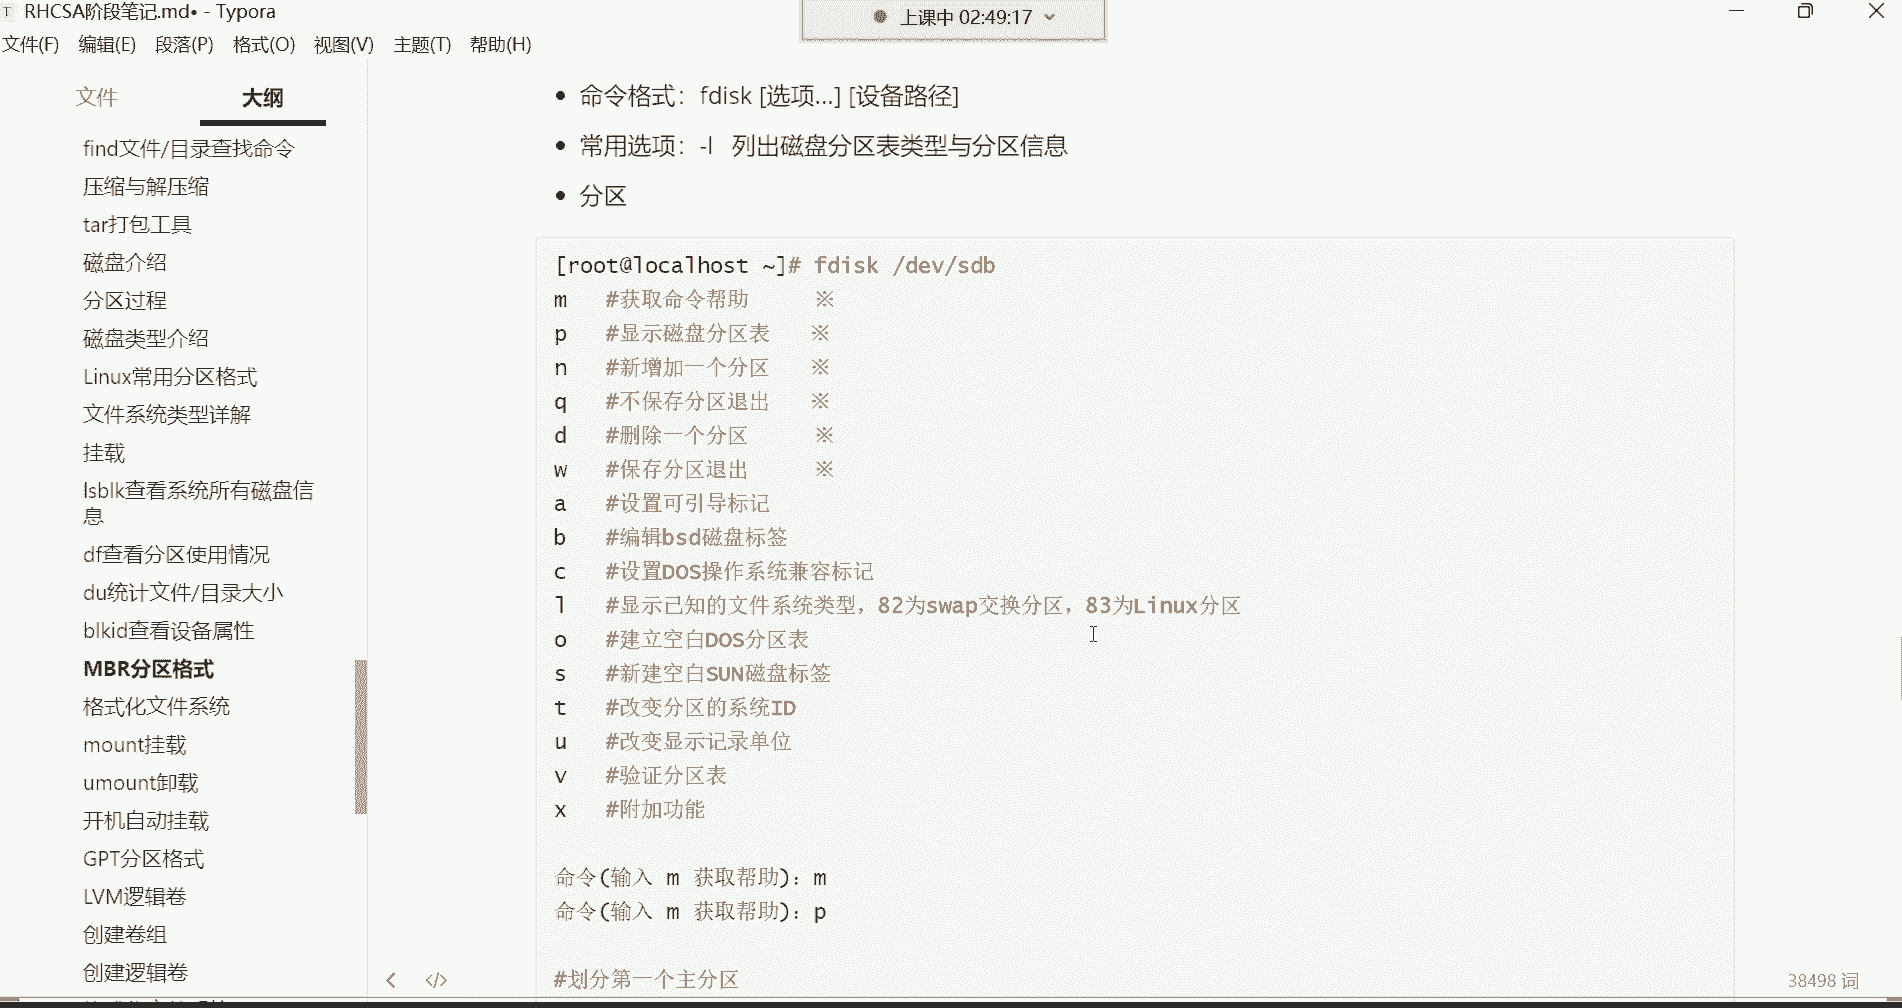 RHCSA阶段笔记.md• - Typora
上课中 02:49:17
文件(F) 编辑(E) 段落(P) 格式(O) 视图(V) 主题(T) 帮助(H)
文件 大纲
find文件/目录查找命令
压缩与解压缩
tar打包工具
磁盘介绍
分区过程
磁盘类型介绍
Linux常用分区格式
文件系统类型详解
挂载
lsblk查看系统所有磁盘信
息
df查看分区使用情况
du统计文件/目录大小
blkid查看设备属性
MBR分区格式
格式化文件系统
mount挂载
umount卸载
开机自动挂载
GPT分区格式
LVM逻辑卷
创建卷组
创建逻辑卷
• 命令格式：fdisk [选项...] [设备路径]
• 常用选项：-l 列出磁盘分区表类型与分区信息
• 分区
[root@localhost ~]# fdisk /dev/sdb
m #获取命令帮助 ※
p #显示磁盘分区表 ※
n #新增加一个分区 ※
q #不保存分区退出 ※
d #删除一个分区 ※
w #保存分区退出 ※
a #设置可引导标记
b #编辑bsd磁盘标签
c #设置DOS操作系统兼容标记
l #显示已知的文件系统类型，82为swap交换分区，83为Linux分区
o #建立空白DOS分区表
s #新建空白SUN磁盘标签
t #改变分区的系统ID
u #改变显示记录单位
v #验证分区表
x #附加功能
命令(输入 m 获取帮助)：m
命令(输入 m 获取帮助)：p
#划分第一个主分区
38498 词